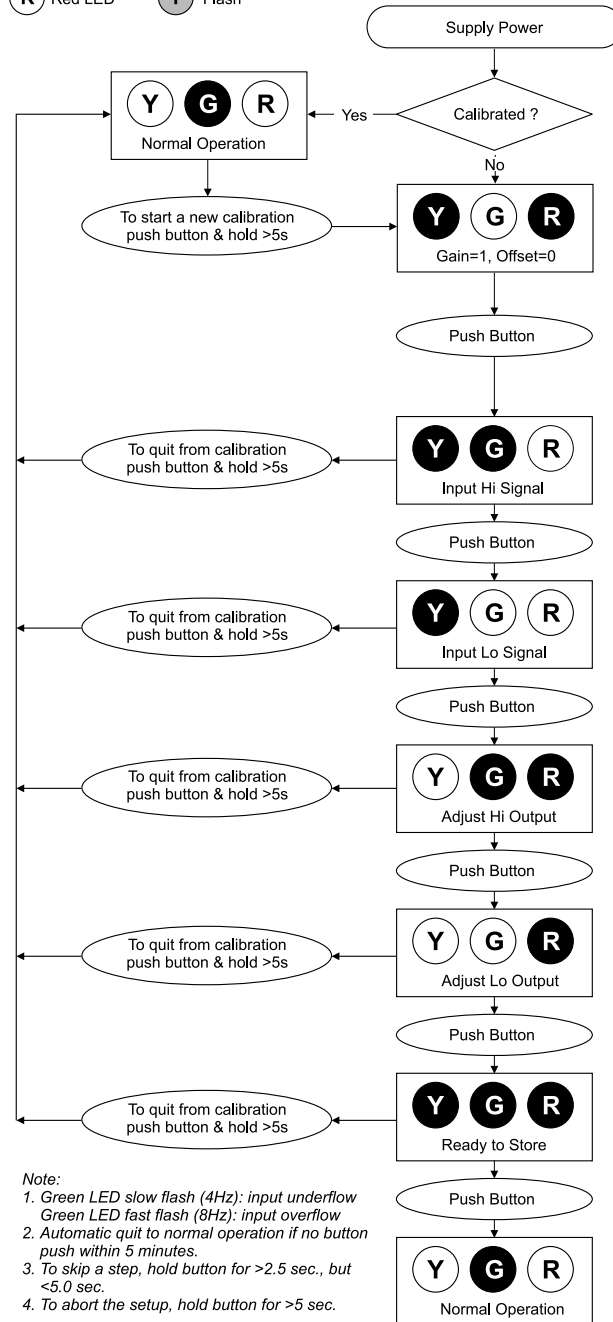 R Red LED Y Flash
Supply Power
Y G R
Normal Operation
Yes
Calibrated ?
No
To start a new calibration
push button & hold >5s
Y G R
Gain=1, Offset=0
Push Button
To quit from calibration
push button & hold >5s
Y G R
Input Hi Signal
Push Button
To quit from calibration
push button & hold >5s
Y G R
Input Lo Signal
Push Button
To quit from calibration
push button & hold >5s
Y G R
Adjust Hi Output
Push Button
To quit from calibration
push button & hold >5s
Y G R
Adjust Lo Output
Push Button
To quit from calibration
push button & hold >5s
Y G R
Ready to Store
Push Button
Y G R
Normal Operation
Note:
1. Green LED slow flash (4Hz): input underflow
Green LED fast flash (8Hz): input overflow
2. Automatic quit to normal operation if no button
push within 5 minutes.
3. To skip a step, hold button for >2.5 sec., but
<5.0 sec.
4. To abort the setup, hold button for >5 sec.